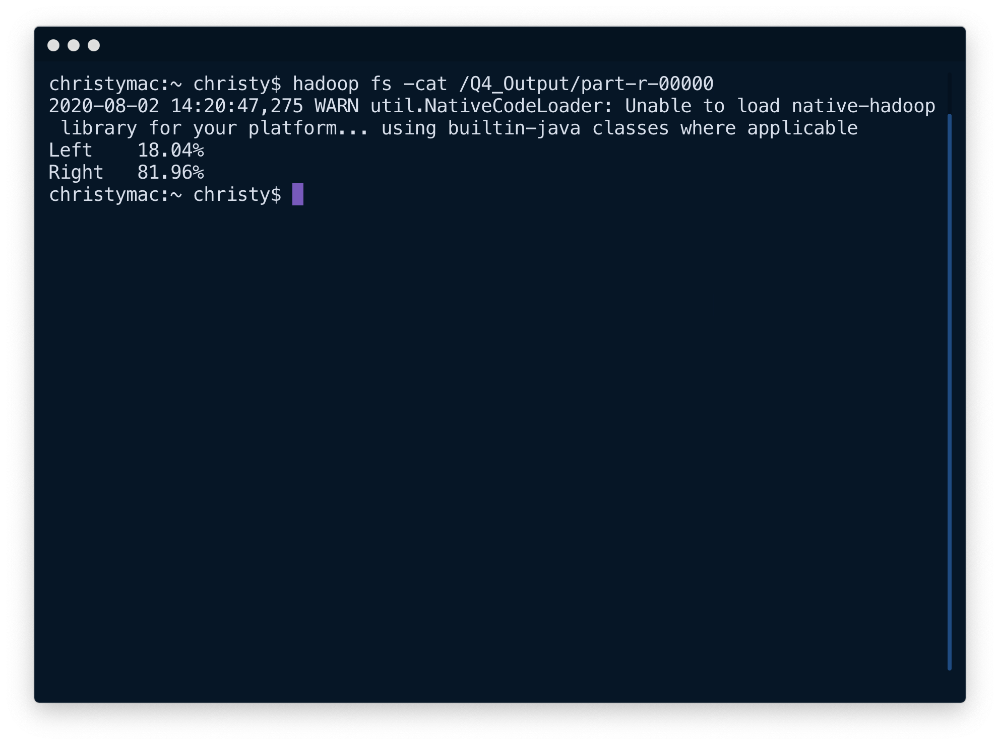 christymac:~ christy$ hadoop fs -cat /Q4_Output/part-r-00000
2020-08-02 14:20:47,275 WARN util.NativeCodeLoader: Unable to load native-hadoop
 library for your platform... using builtin-java classes where applicable
Left    18.04%
Right   81.96%
christymac:~ christy$